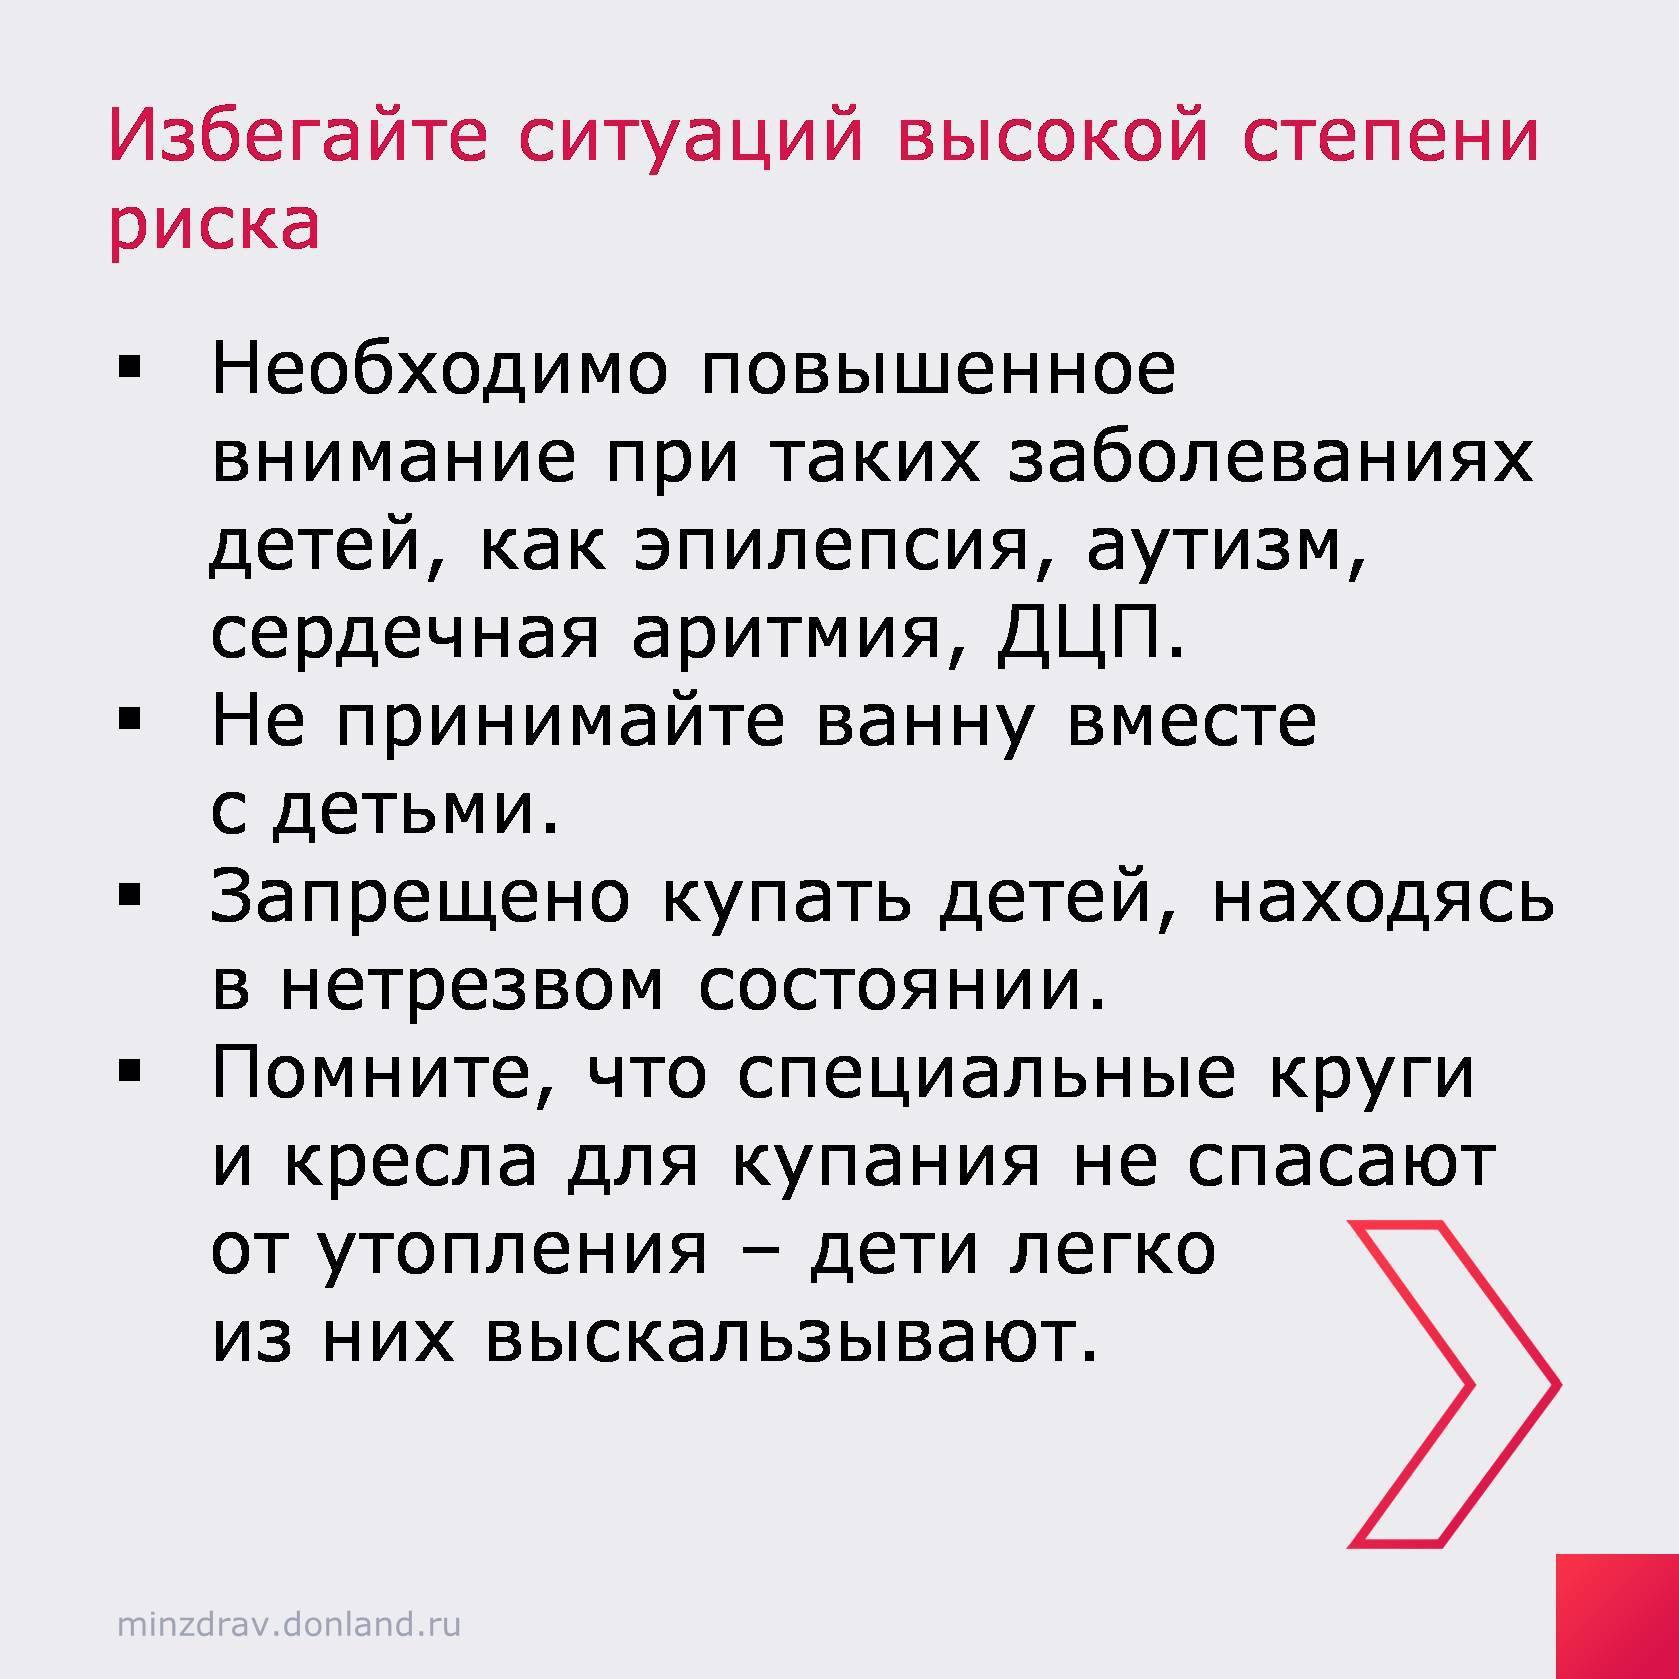 Избегайте ситуаций высокой степени
риска
▪ Необходимо повышенное
внимание при таких заболеваниях
детей, как эпилепсия, аутизм,
сердечная аритмия, ДЦП.
▪ Не принимайте ванну вместе
с детьми.
▪ Запрещено купать детей, находясь
в нетрезвом состоянии.
▪ Помните, что специальные круги
и кресла для купания не спасают
от утопления – дети легко
из них выскальзывают.
minzdrav.donland.ru